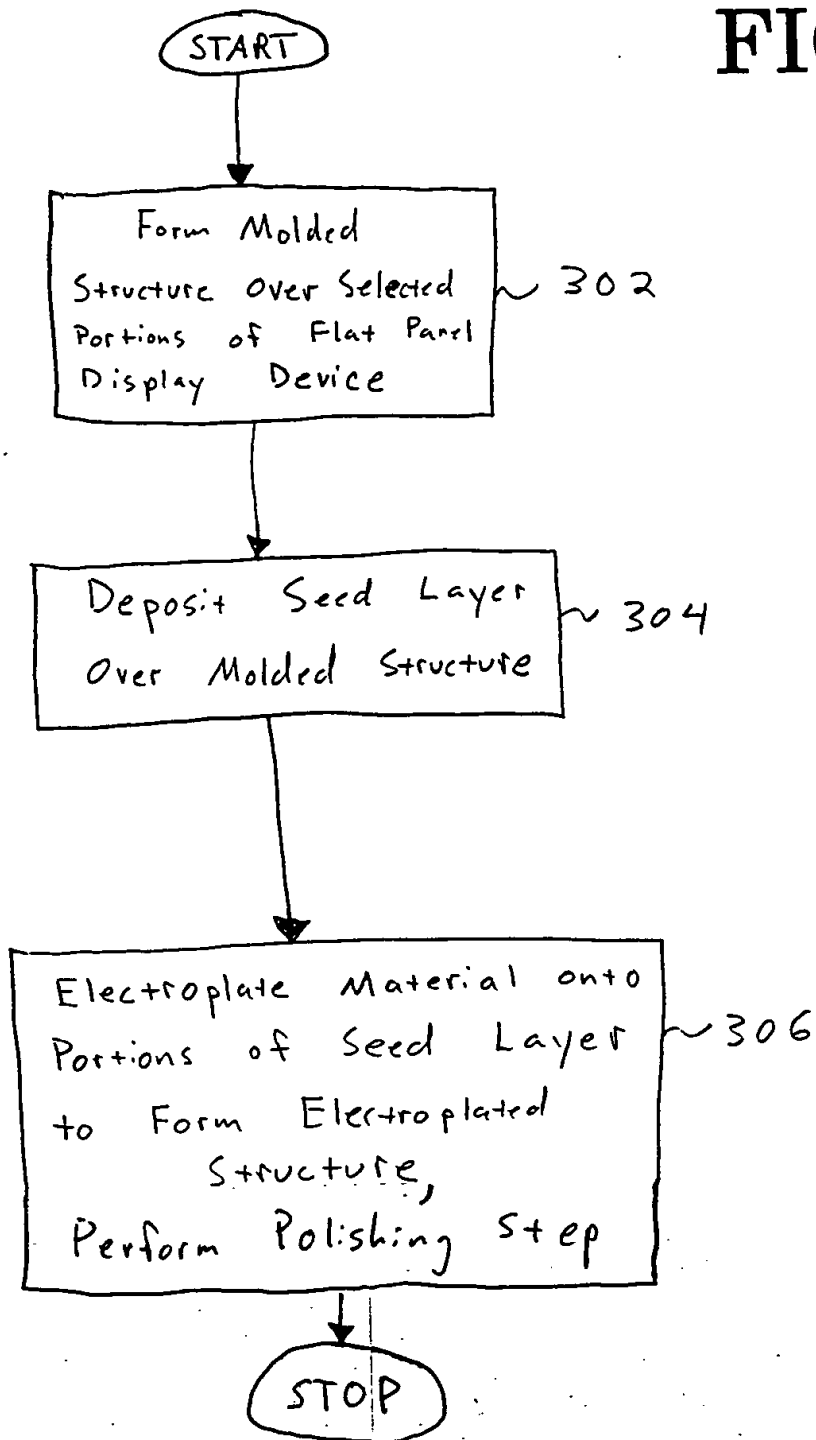 START
Form Molded
Structure Over Selected
Portions of Flat Panel
Display Device
302
Deposit Seed Layer
Over Molded Structure
304
Electroplate Material onto
Portions of Seed Layer
to Form Electroplated
Structure,
Perform Polishing Step
306
STOP